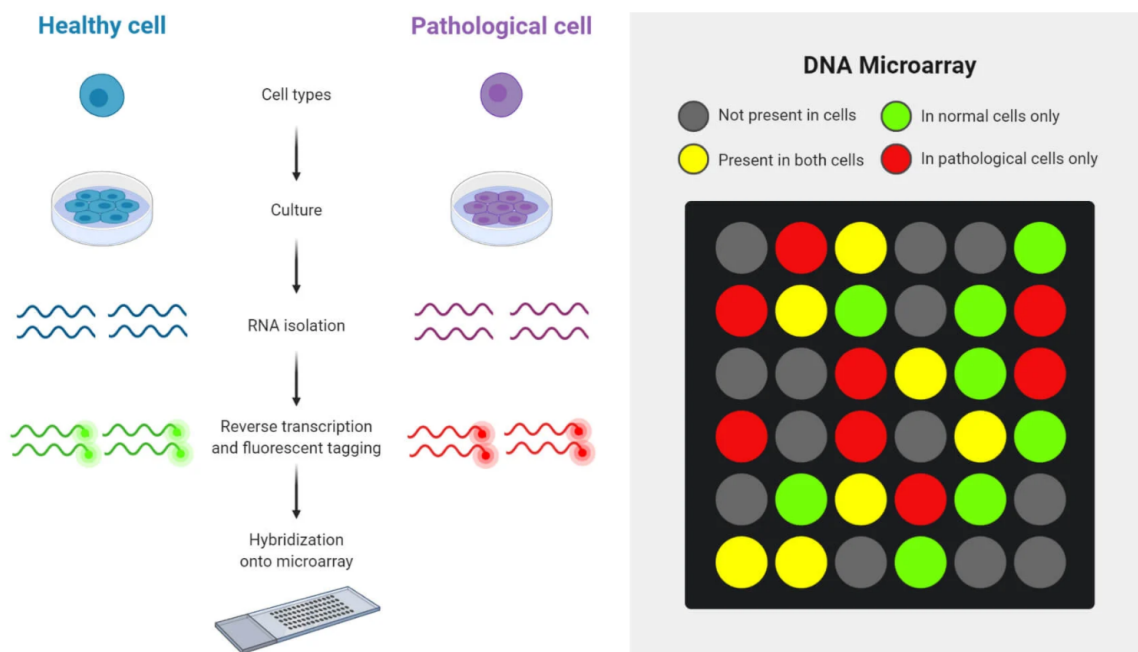 Healthy cell
Pathological cell
Cell types
Culture
RNA isolation
Reverse transcription
and fluorescent tagging
Hybridization
onto microarray
DNA Microarray
Not present in cells
In normal cells only
Present in both cells
In pathological cells only